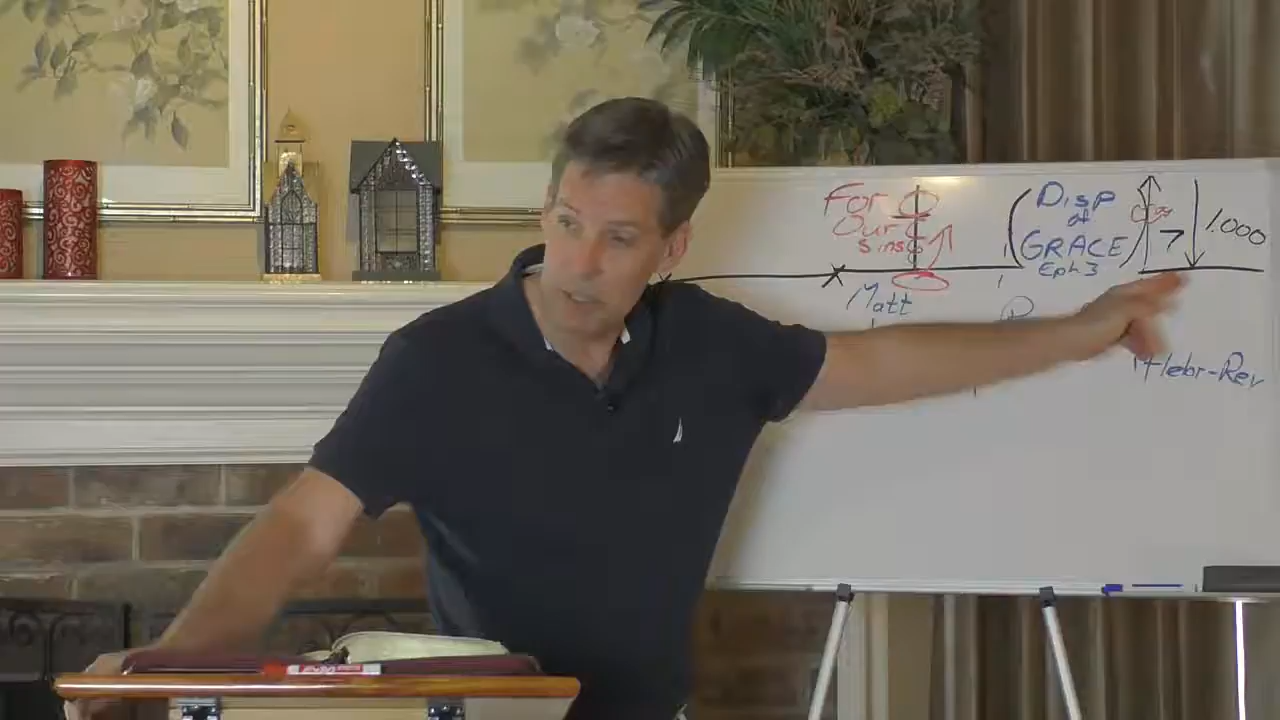 For
Our
sins
Disp
of
GRACE
Eph 3
7
1,000
Matt
P
Hebr-Rev